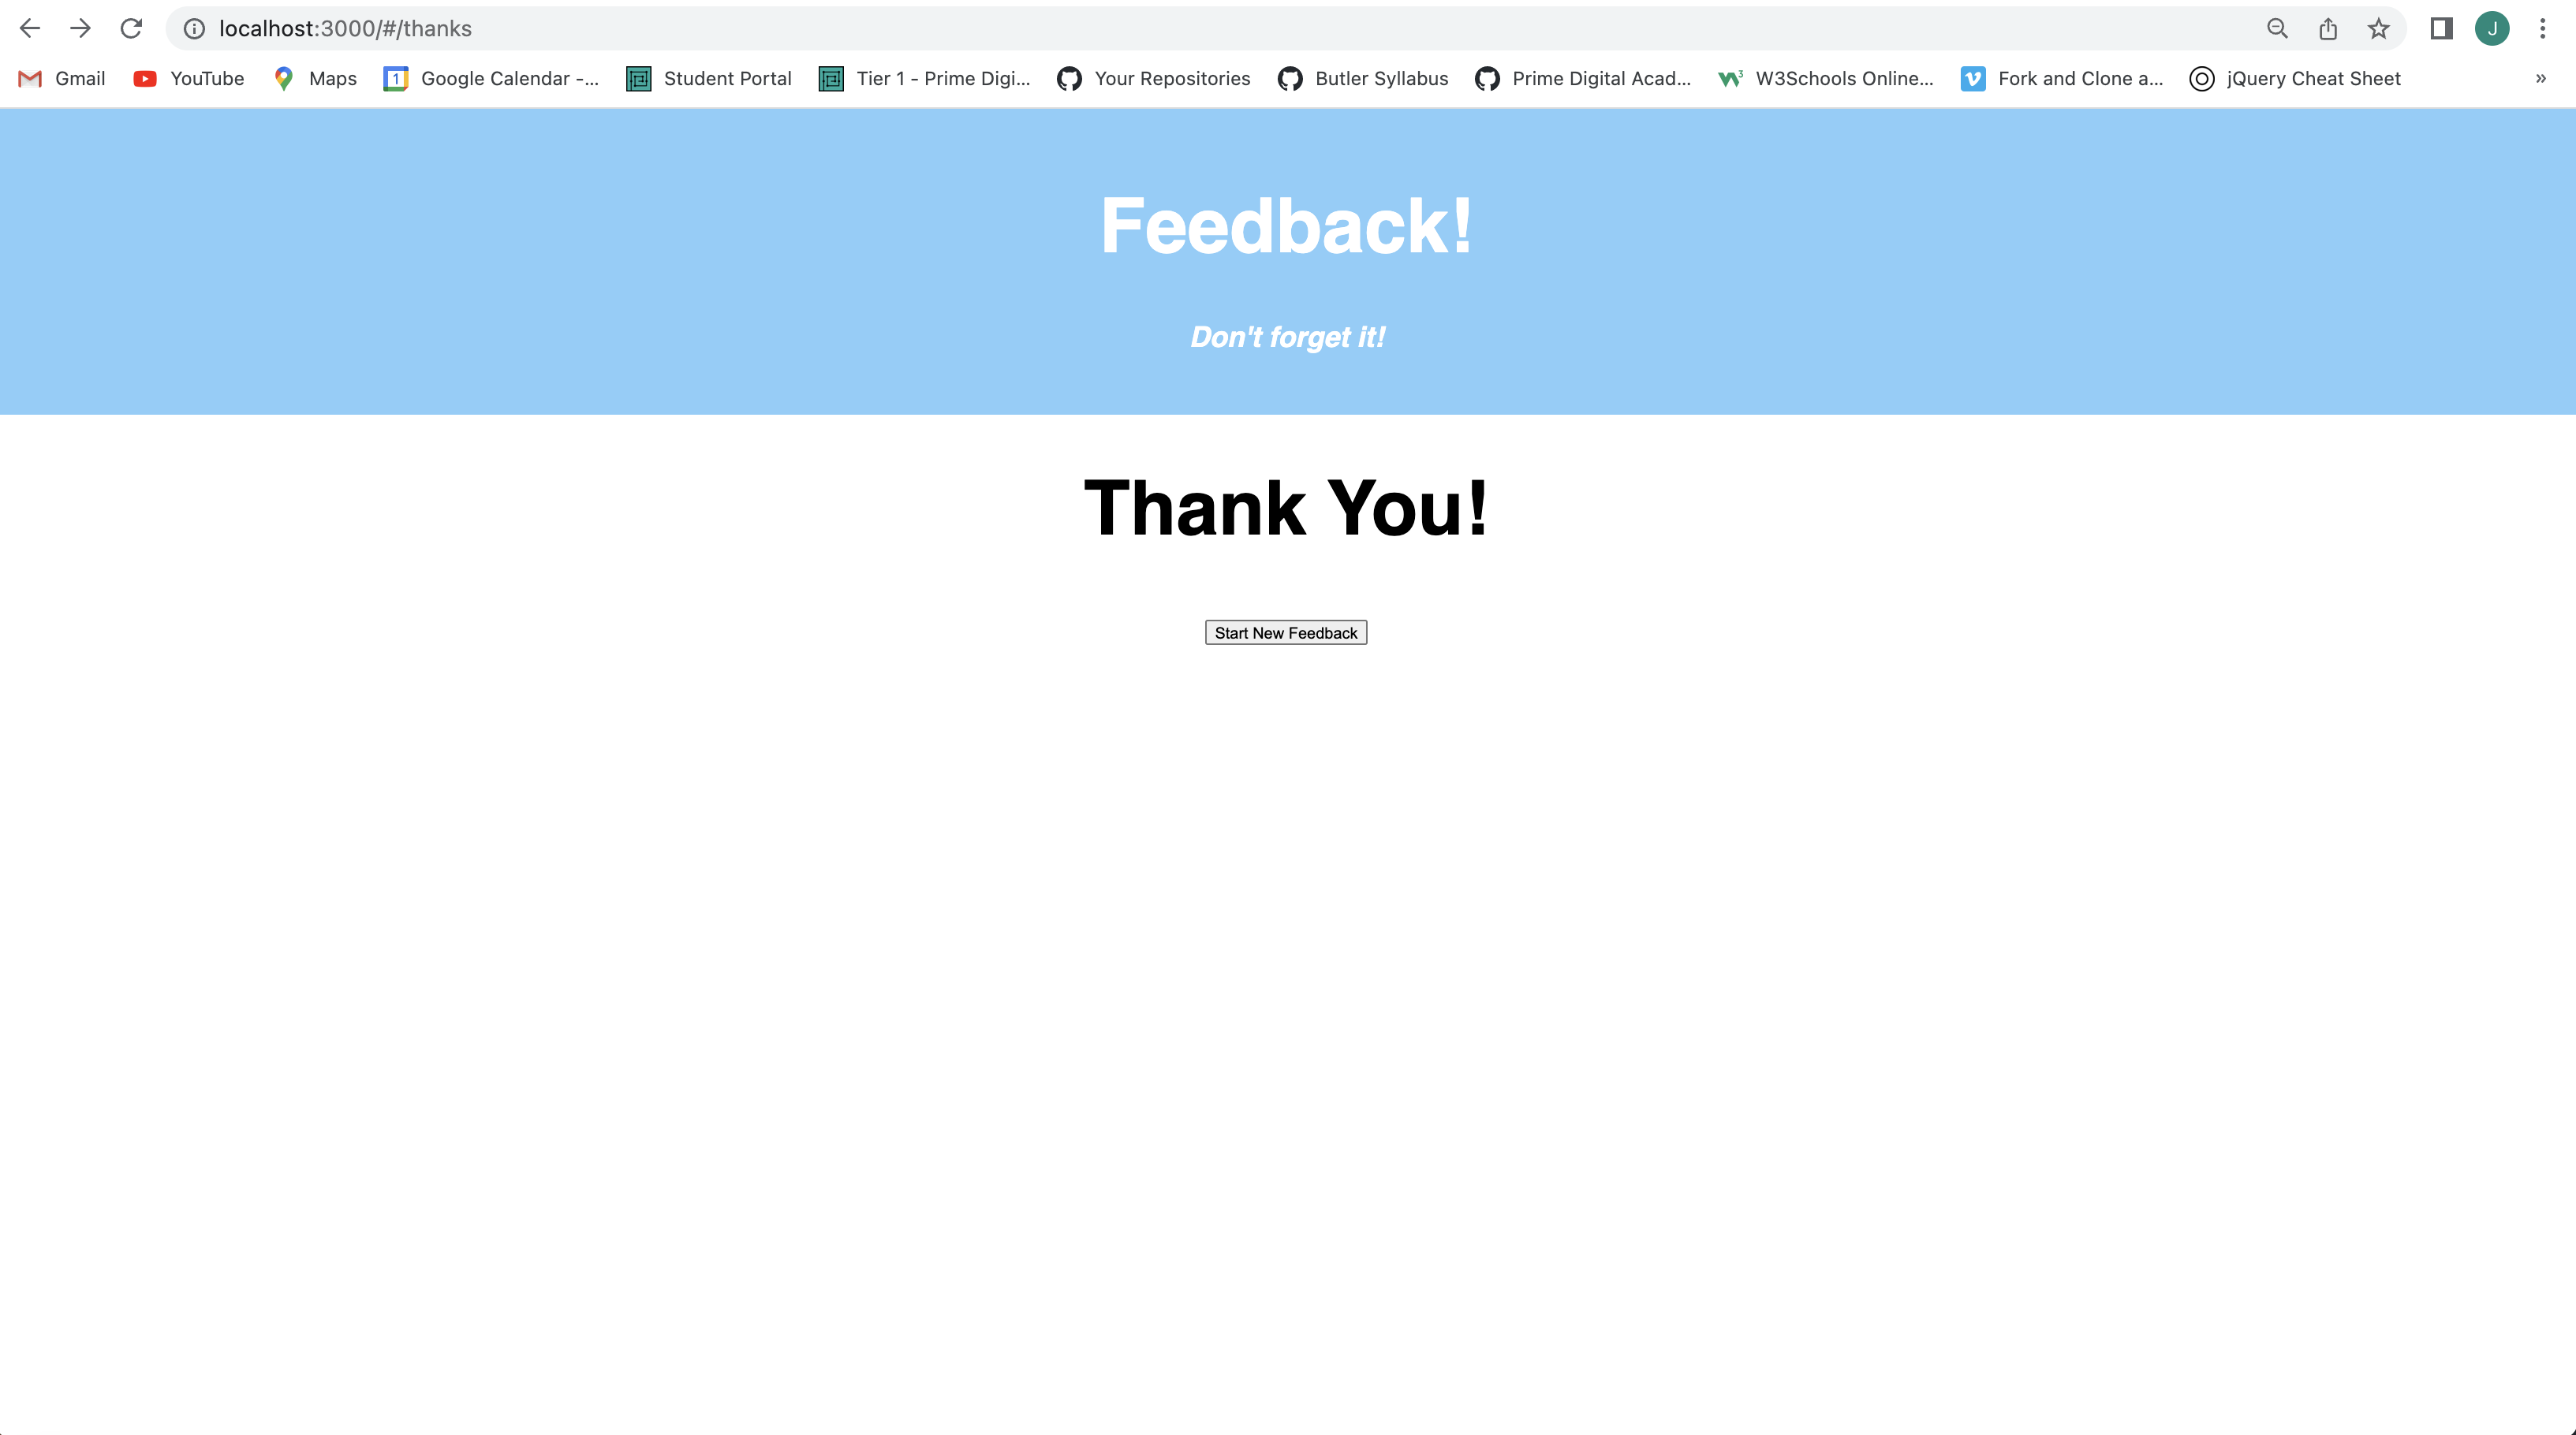 localhost:3000/#/thanks
J
Gmail YouTube Maps 1 Google Calendar -... Student Portal Tier 1 - Prime Digi... Your Repositories Butler Syllabus Prime Digital Acad... W3Schools Online... Fork and Clone a... jQuery Cheat Sheet »
Feedback!
Don't forget it!
Thank You!
Start New Feedback